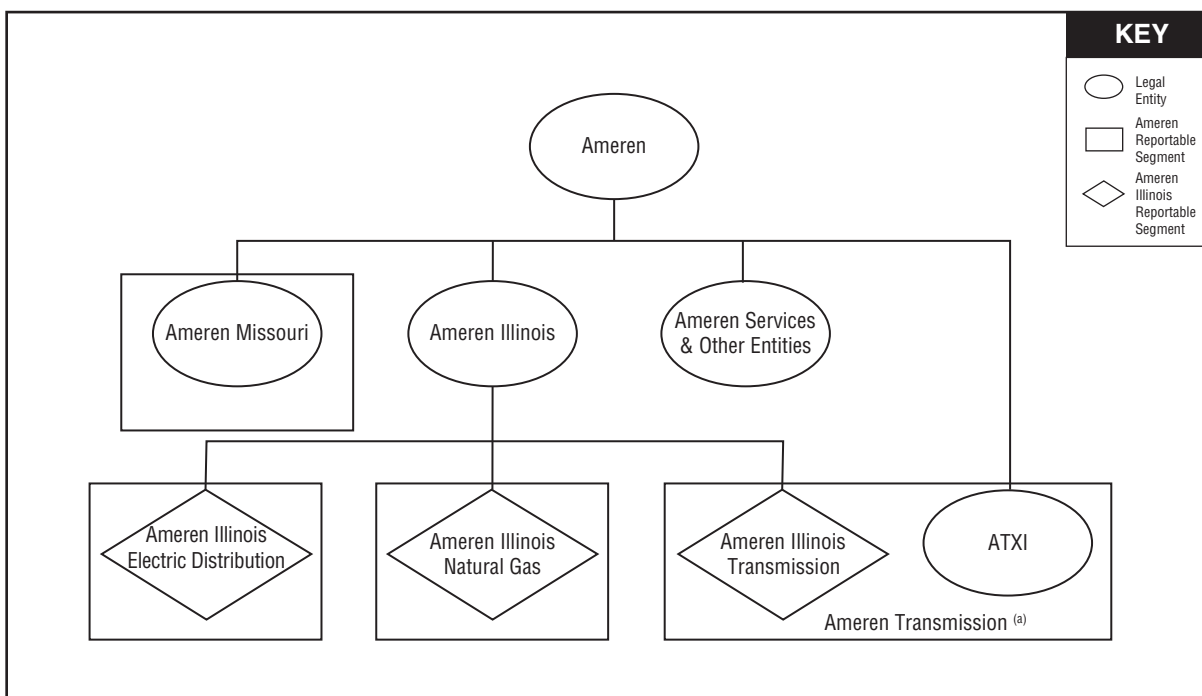 KEY
Legal
Entity
Ameren
Reportable
Segment
Ameren
Illinois
Reportable
Segment
Ameren
Ameren Missouri
Ameren Illinois
Ameren Services
& Other Entities
Ameren Illinois
Electric Distribution
Ameren Illinois
Natural Gas
Ameren Illinois
Transmission
ATXI
Ameren Transmission (a)